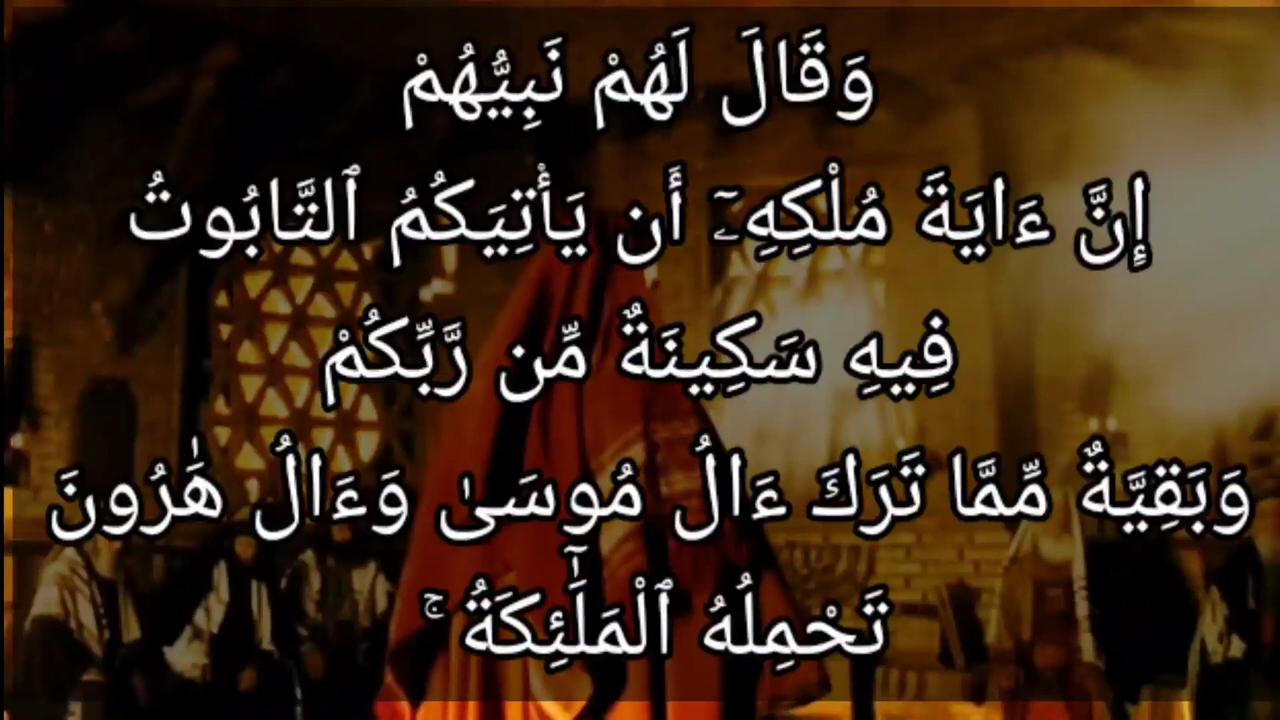 وَقَالَ لَهُمْ نَبِيُّهُمْ
إِنَّ ءَايَةَ مُلْكِهِۦٓ أَن يَأْتِيَكُمُ ٱلتَّابُوتُ
فِيهِ سَكِينَةٌ مِّن رَّبِّكُمْ
وَبَقِيَّةٌ مِّمَّا تَرَكَ ءَالُ مُوسَىٰ وَءَالُ هَٰرُونَ
تَحْمِلُهُ ٱلْمَلَٰٓئِكَةُ ۚ